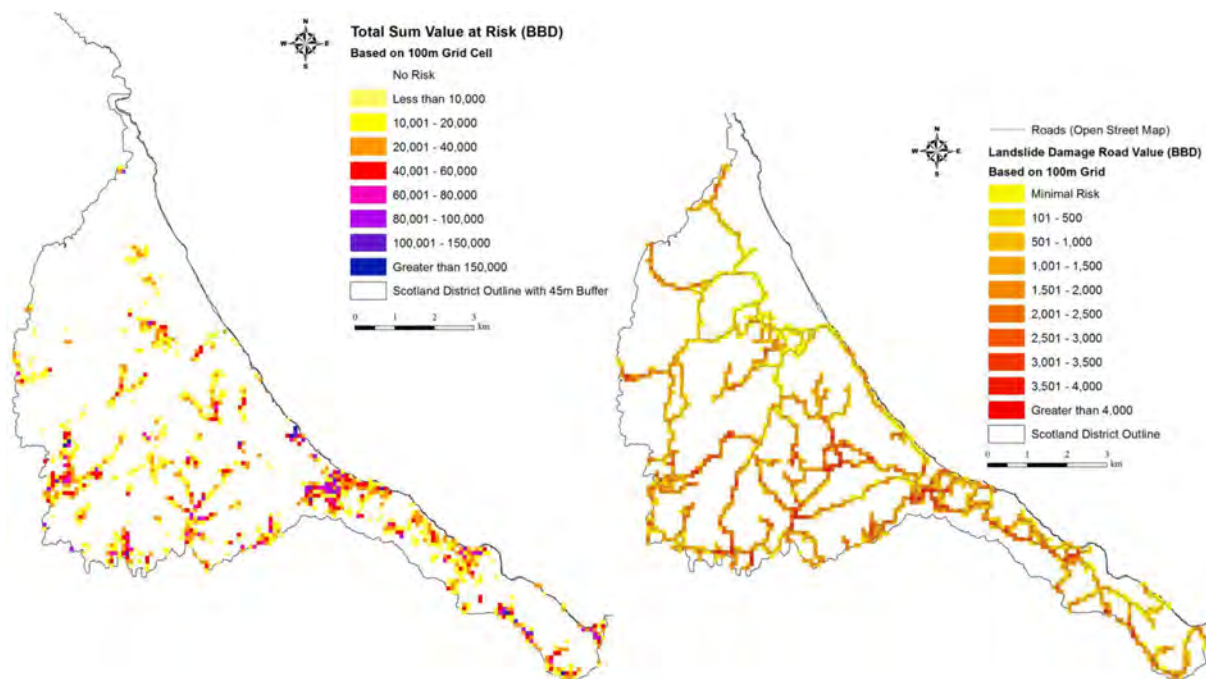 N
W E
S
Total Sum Value at Risk (BBD)
Based on 100m Grid Cell
No Risk
Less than 10,000
10,001 - 20,000
20,001 - 40,000
40,001 - 60,000
60,001 - 80,000
80,001 - 100,000
100,001 - 150,000
Greater than 150,000
Scotland District Outline with 45m Buffer
0 1 2 3
km
N
W E
S
Roads (Open Street Map)
Landslide Damage Road Value (BBD)
Based on 100m Grid
Minimal Risk
101 - 500
501 - 1,000
1,001 - 1,500
1.501 - 2,000
2,001 - 2,500
2,501 - 3,000
3,001 - 3,500
3,501 - 4,000
Greater than 4,000
Scotland District Outline
0 1 2 3
km